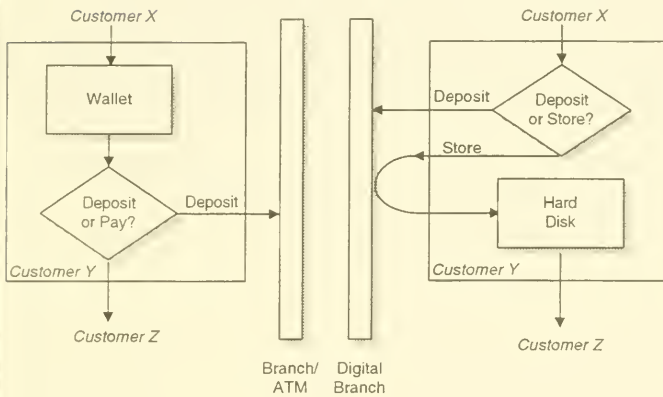 Customer X
Wallet
Deposit
or Pay?
Deposit
Customer Y
Customer Z
Branch/
ATM
Digital
Branch
Customer X
Deposit
or Store?
Deposit
Store
Hard
Disk
Customer Y
Customer Z